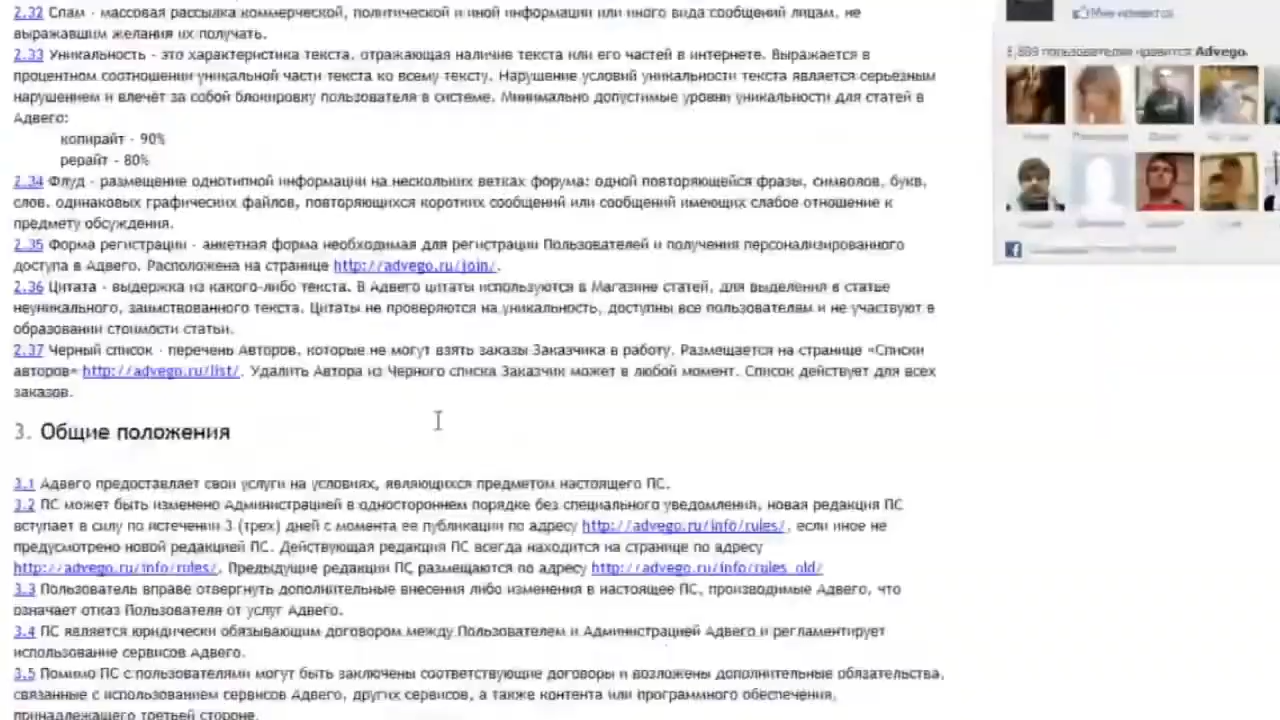 2.32 Спам - массовая рассылка коммерческой, политической и иной информации или иного вида сообщений лицам, не
выражавшим желания их получать.
2.33 Уникальность - это характеристика текста, отражающая наличие текста или его частей в интернете. Выражается в
процентном соотношении уникальной части текста ко всему тексту. Нарушение условий уникальности текста является серьезным
нарушением и влечёт за собой блокировку пользователя в системе. Минимально допустимые уровни уникальности для статей в
Адвего:
копирайт - 90%
рерайт - 80%
2.34 Флуд - размещение однотипной информации на нескольких ветках форума: одной повторяющейся фразы, символов, букв,
слов, одинаковых графических файлов, повторяющихся коротких сообщений или сообщений имеющих слабое отношение к
предмету обсуждения.
2.35 Форма регистрации - анкетная форма необходимая для регистрации Пользователей и получения персонализированного
доступа в Адвего. Расположена на странице http://advego.ru/join/.
2.36 Цитата - выдержка из какого-либо текста. В Адвего цитаты используются в Магазине статей, для выделения в статье
неуникального, заимствованного текста. Цитаты не проверяются на уникальность, доступны все пользователям и не участвуют в
образовании стоимости статьи.
2.37 Черный список - перечень Авторов, которые не могут взять заказы Заказчика в работу. Размещается на странице «Списки
авторов» http://advego.ru/list/. Удалить Автора из Черного списка Заказчик может в любой момент. Список действует для всех
заказов.
3. Общие положения
3.1 Адвего предоставляет свои услуги на условиях, являющихся предметом настоящего ПС.
3.2 ПС может быть изменено Администрацией в одностороннем порядке без специального уведомления, новая редакция ПС
вступает в силу по истечении 3 (трех) дней с момента ее публикации по адресу http://advego.ru/info/rules/, если иное не
предусмотрено новой редакцией ПС. Действующая редакция ПС всегда находится на странице по адресу
http://advego.ru/info/rules/. Предыдущие редакции ПС размещаются по адресу http://advego.ru/info/rules_old/
3.3 Пользователь вправе отвергнуть дополнительные внесения либо изменения в настоящее ПС, производимые Адвего, что
означает отказ Пользователя от услуг Адвего.
3.4 ПС является юридически обязывающим договором между Пользователем и Администрацией Адвего и регламентирует
использование сервисов Адвего.
3.5 Помимо ПС с пользователями могут быть заключены соответствующие договоры и возложены дополнительные обязательства,
связанные с использованием сервисов Адвего, других сервисов, а также контента или программного обеспечения,
принадлежащего третьей стороне.
Мне нравится
пользователям нравится Advego.